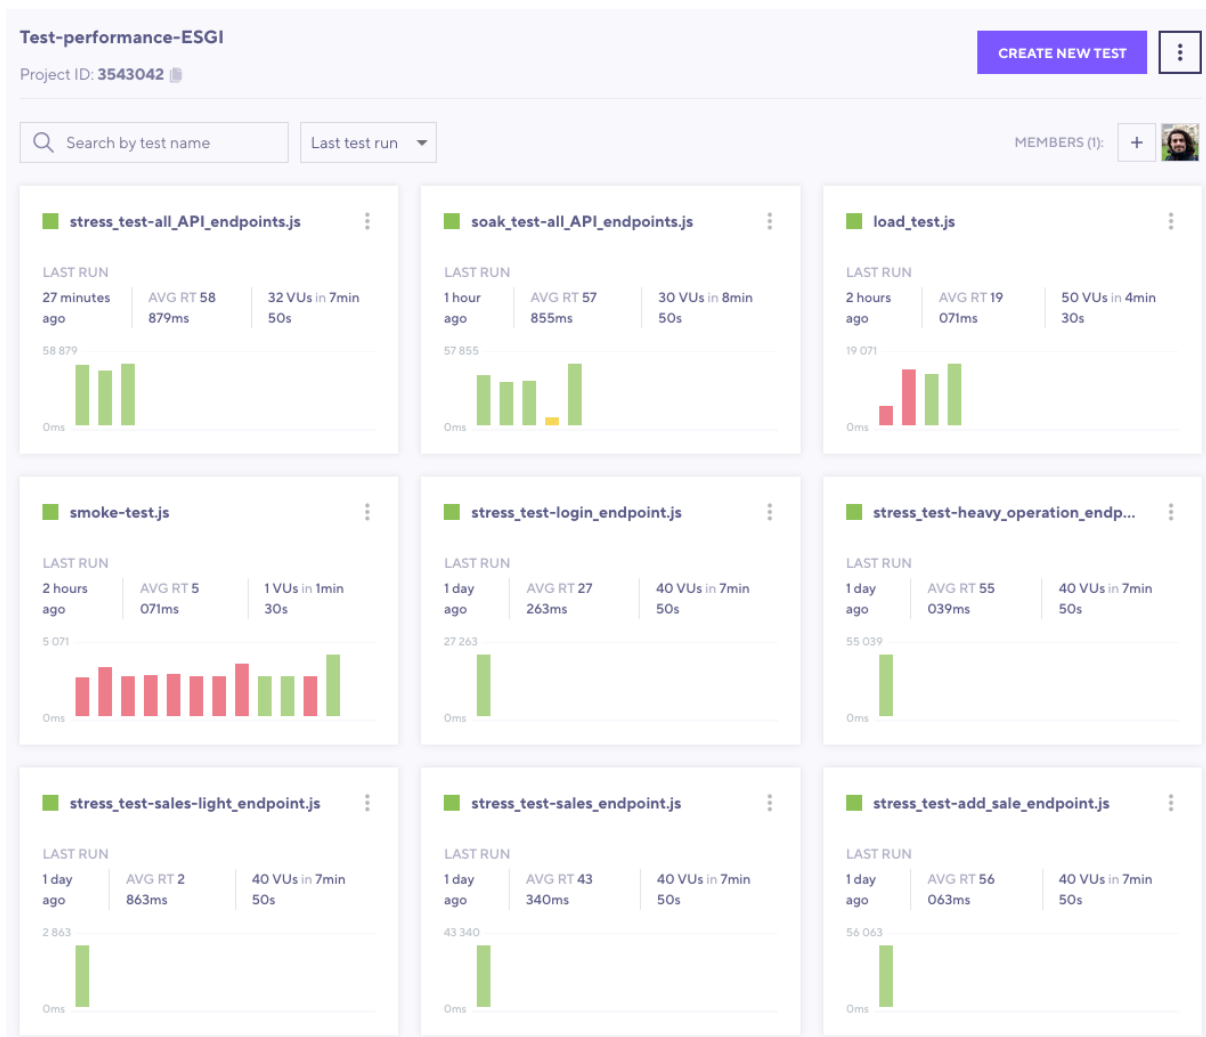 Test-performance-ESGI
CREATE NEW TEST
Project ID: 3543042
Search by test name
Last test run
MEMBERS (1):
+
stress_test-all_API_endpoints.js
LAST RUN
27 minutes ago
AVG RT 58 879ms
32 VUs in 7min 50s
58 879
0ms
soak_test-all_API_endpoints.js
LAST RUN
1 hour ago
AVG RT 57 855ms
30 VUs in 8min 50s
57 855
0ms
load_test.js
LAST RUN
2 hours ago
AVG RT 19 071ms
50 VUs in 4min 30s
19 071
0ms
smoke-test.js
LAST RUN
2 hours ago
AVG RT 5 071ms
1 VUs in 1min 30s
5 071
0ms
stress_test-login_endpoint.js
LAST RUN
1 day ago
AVG RT 27 263ms
40 VUs in 7min 50s
27 263
0ms
stress_test-heavy_operation_endp...
LAST RUN
1 day ago
AVG RT 55 039ms
40 VUs in 7min 50s
55 039
0ms
stress_test-sales-light_endpoint.js
LAST RUN
1 day ago
AVG RT 2 863ms
40 VUs in 7min 50s
2 863
0ms
stress_test-sales_endpoint.js
LAST RUN
1 day ago
AVG RT 43 340ms
40 VUs in 7min 50s
43 340
0ms
stress_test-add_sale_endpoint.js
LAST RUN
1 day ago
AVG RT 56 063ms
40 VUs in 7min 50s
56 063
0ms